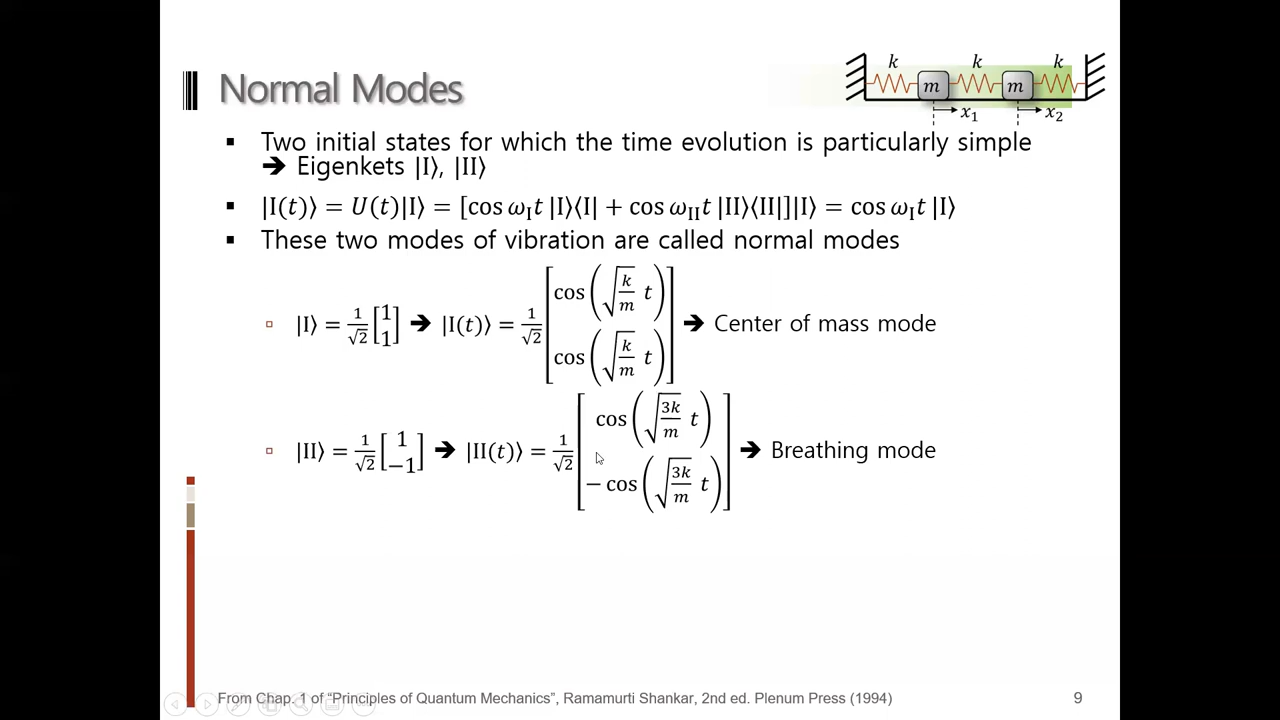 k k k
m m
x₁ x₂
Normal Modes
▪ Two initial states for which the time evolution is particularly simple
➔ Eigenkets |I⟩, |II⟩
▪ |I(t)⟩ = U(t)|I⟩ = [cos ω_I t |I⟩⟨I| + cos ω_II t |II⟩⟨II|]|I⟩ = cos ω_I t |I⟩
▪ These two modes of vibration are called normal modes
▫ |I⟩ = 1/√2 [1; 1] ➔ |I(t)⟩ = 1/√2 [cos(√(k/m) t); cos(√(k/m) t)] ➔ Center of mass mode
▫ |II⟩ = 1/√2 [1; −1] ➔ |II(t)⟩ = 1/√2 [cos(√(3k/m) t); − cos(√(3k/m) t)] ➔ Breathing mode
From Chap. 1 of “Principles of Quantum Mechanics”, Ramamurti Shankar, 2nd ed. Plenum Press (1994) 9